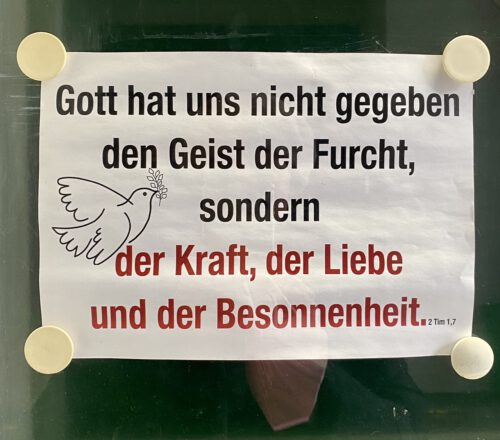 Gott hat uns nicht gegeben
den Geist der Furcht,
sondern
der Kraft, der Liebe
und der Besonnenheit. 2 Tim 1,7